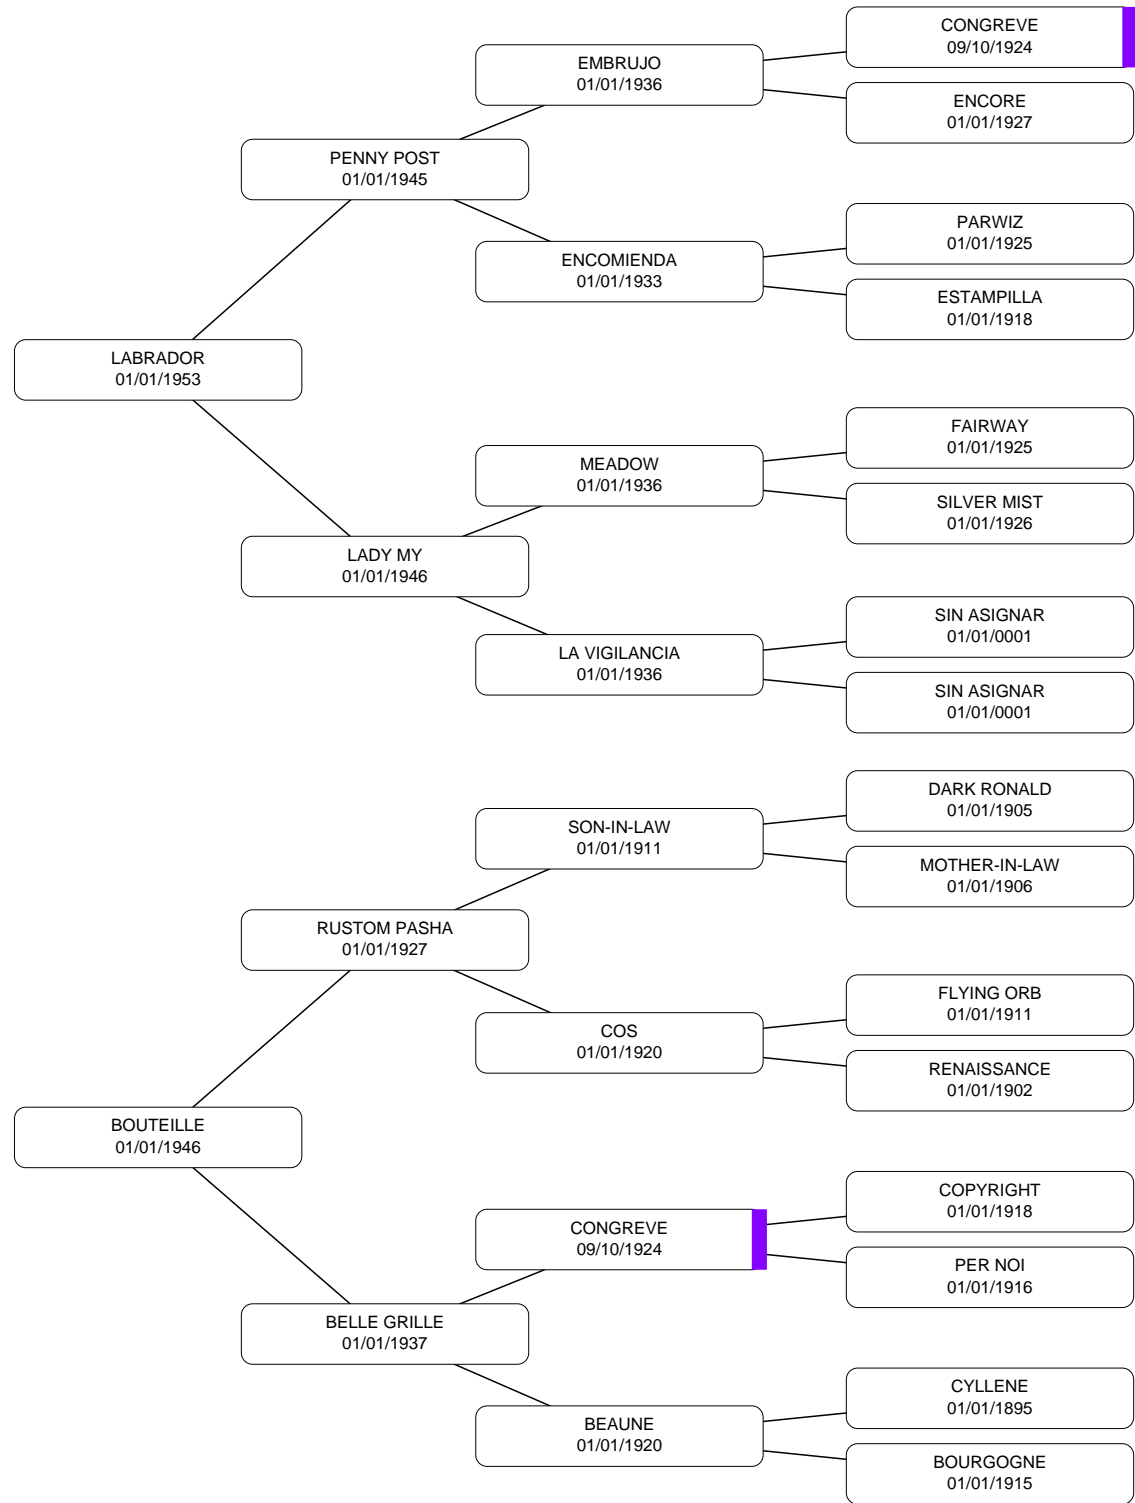 CONGREVE
09/10/1924
EMBRUJO
01/01/1936
ENCORE
01/01/1927
PENNY POST
01/01/1945
PARWIZ
01/01/1925
ENCOMIENDA
01/01/1933
ESTAMPILLA
01/01/1918
LABRADOR
01/01/1953
FAIRWAY
01/01/1925
MEADOW
01/01/1936
SILVER MIST
01/01/1926
LADY MY
01/01/1946
SIN ASIGNAR
01/01/0001
LA VIGILANCIA
01/01/1936
SIN ASIGNAR
01/01/0001
DARK RONALD
01/01/1905
SON-IN-LAW
01/01/1911
MOTHER-IN-LAW
01/01/1906
RUSTOM PASHA
01/01/1927
FLYING ORB
01/01/1911
COS
01/01/1920
RENAISSANCE
01/01/1902
BOUTEILLE
01/01/1946
COPYRIGHT
01/01/1918
CONGREVE
09/10/1924
PER NOI
01/01/1916
BELLE GRILLE
01/01/1937
CYLLENE
01/01/1895
BEAUNE
01/01/1920
BOURGOGNE
01/01/1915